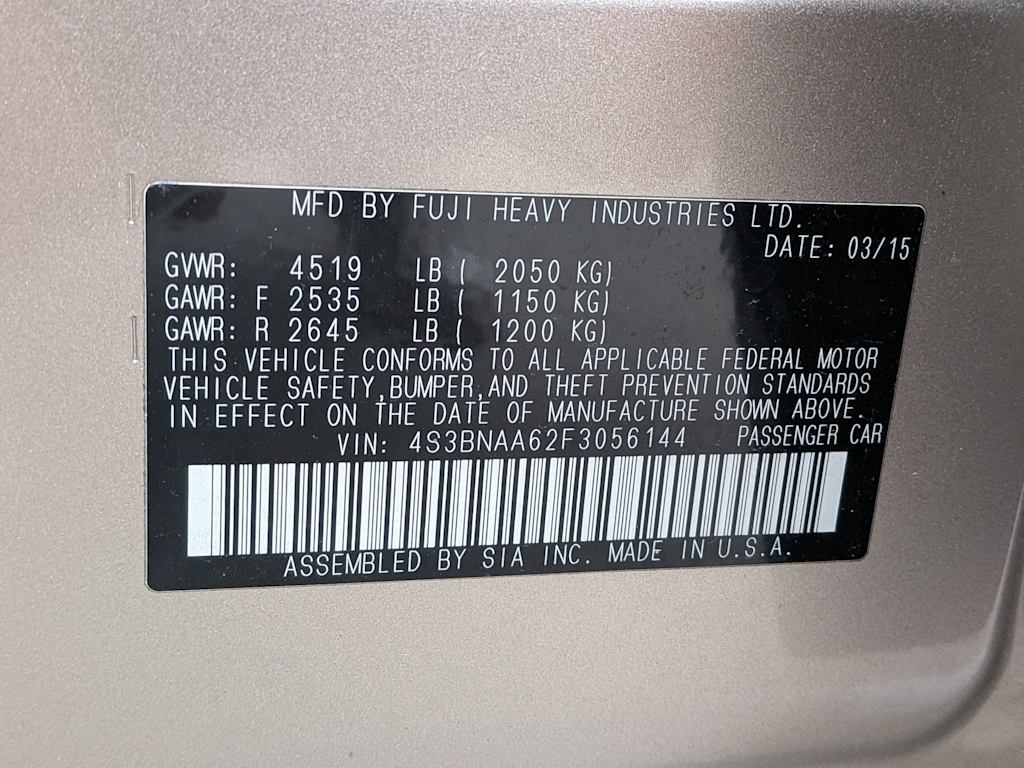 MFD BY FUJI HEAVY INDUSTRIES LTD.
DATE: 03/15
GVWR: 4519 LB ( 2050 KG)
GAWR: F 2535 LB ( 1150 KG)
GAWR: R 2645 LB ( 1200 KG)
THIS VEHICLE CONFORMS TO ALL APPLICABLE FEDERAL MOTOR
VEHICLE SAFETY,BUMPER,AND THEFT PREVENTION STANDARDS
IN EFFECT ON THE DATE OF MANUFACTURE SHOWN ABOVE.
VIN: 4S3BNAA62F3056144 PASSENGER CAR
ASSEMBLED BY SIA INC. MADE IN U.S.A.